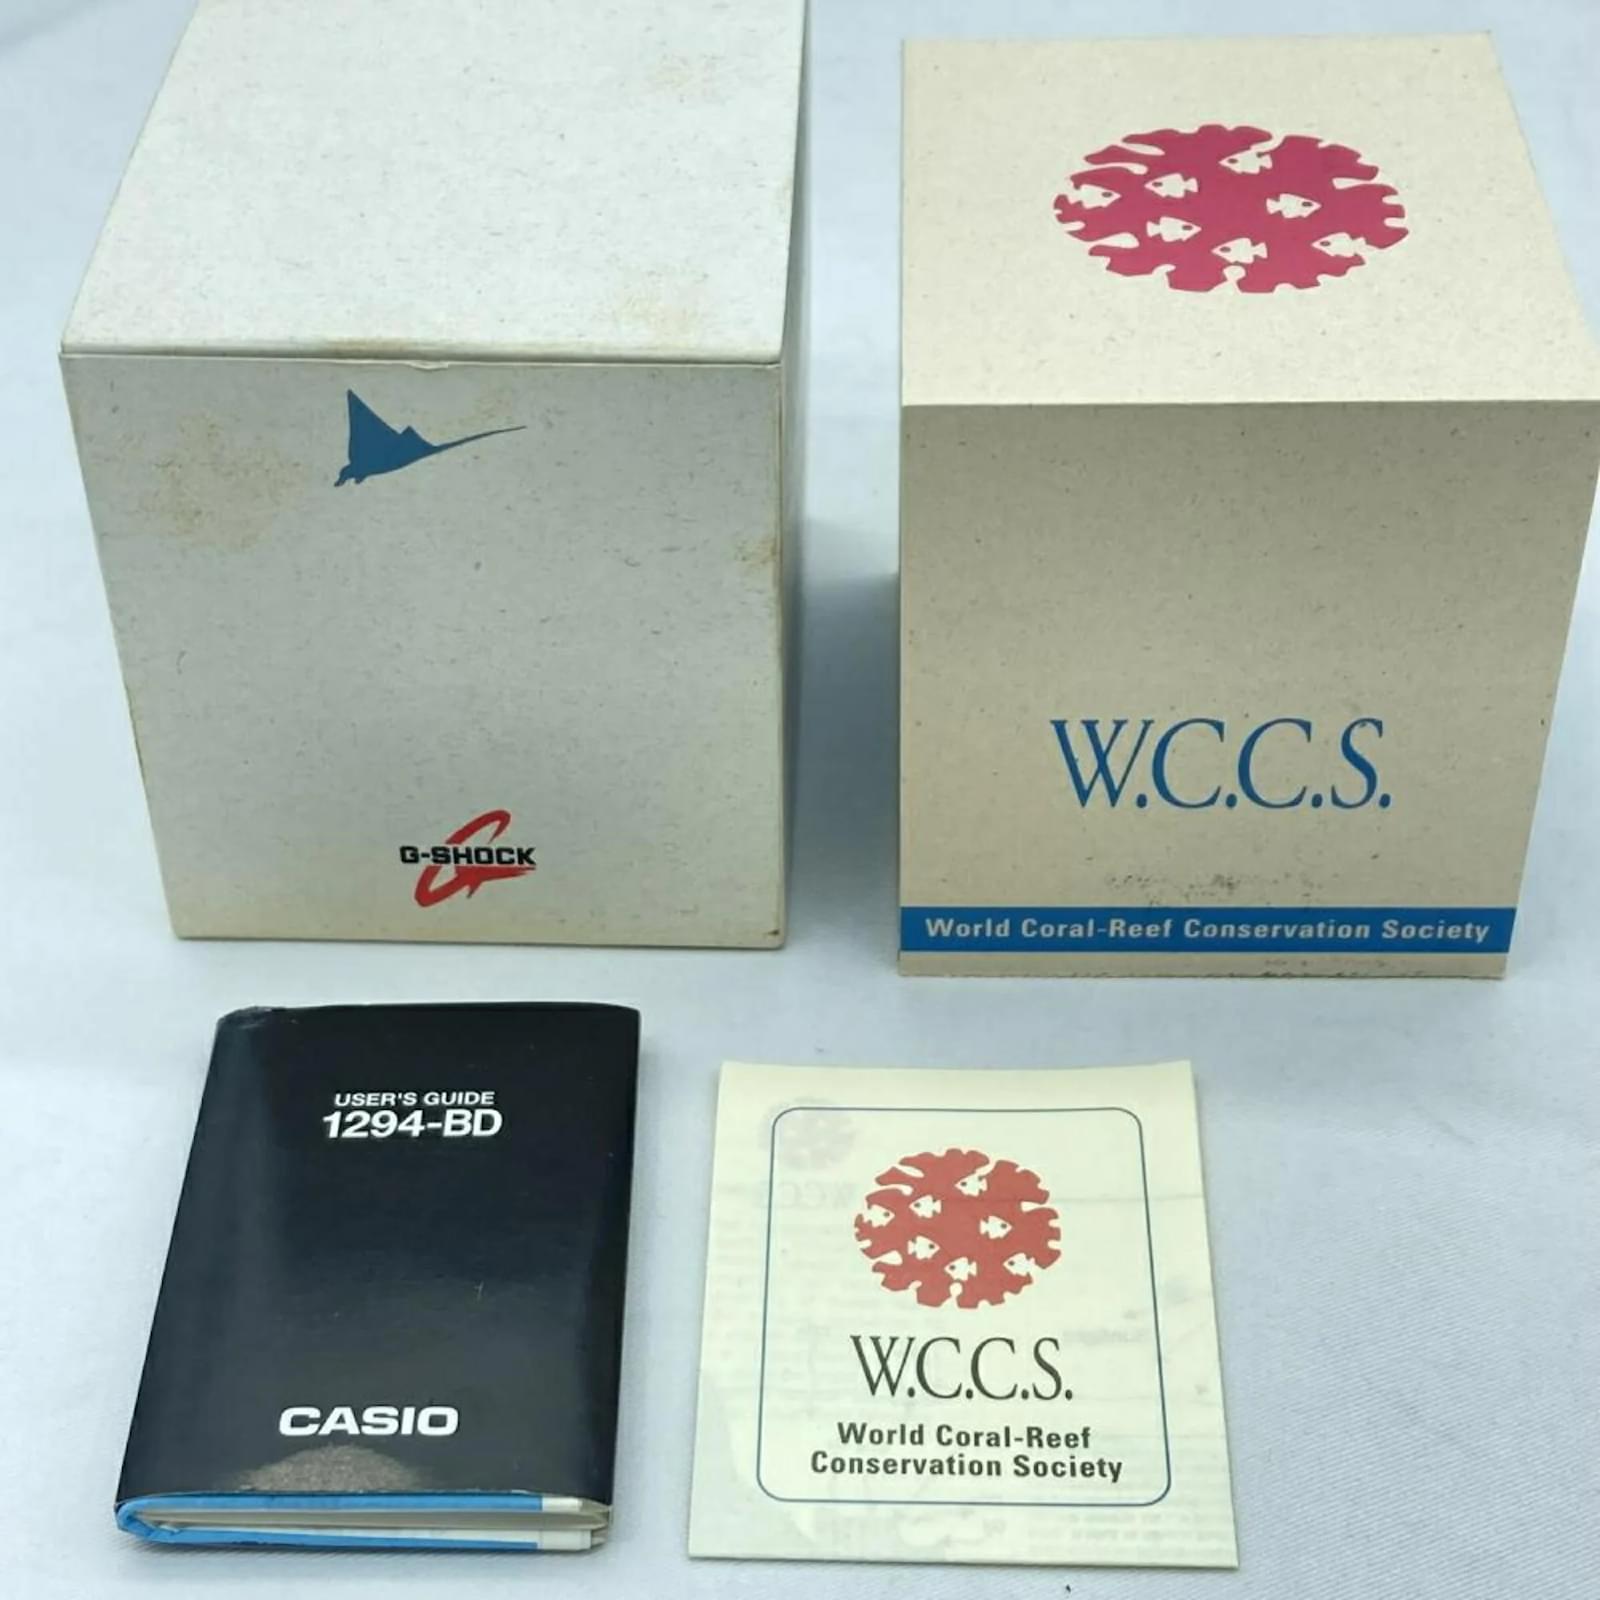 G-SHOCK
W.C.C.S.
World Coral-Reef Conservation Society
USER'S GUIDE
1294-BD
CASIO
W.C.C.S.
World Coral-Reef
Conservation Society